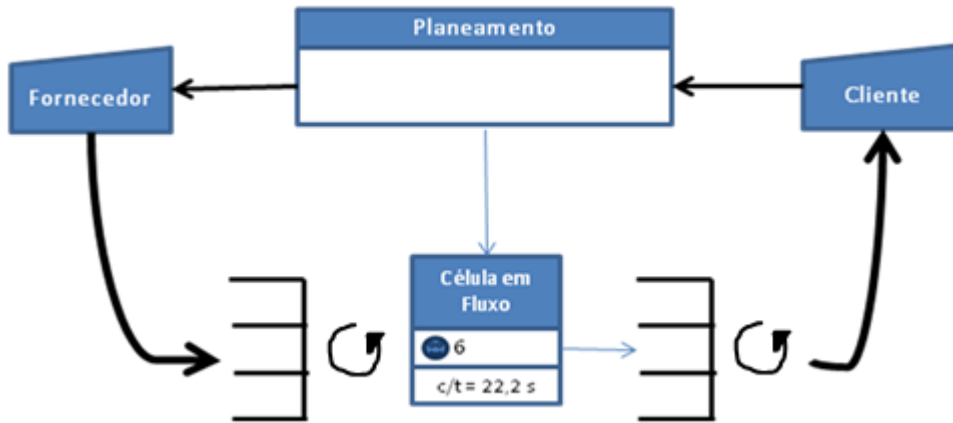 Planeamento
Fornecedor
Cliente
Célula em
Fluxo
6
c/t = 22,2 s